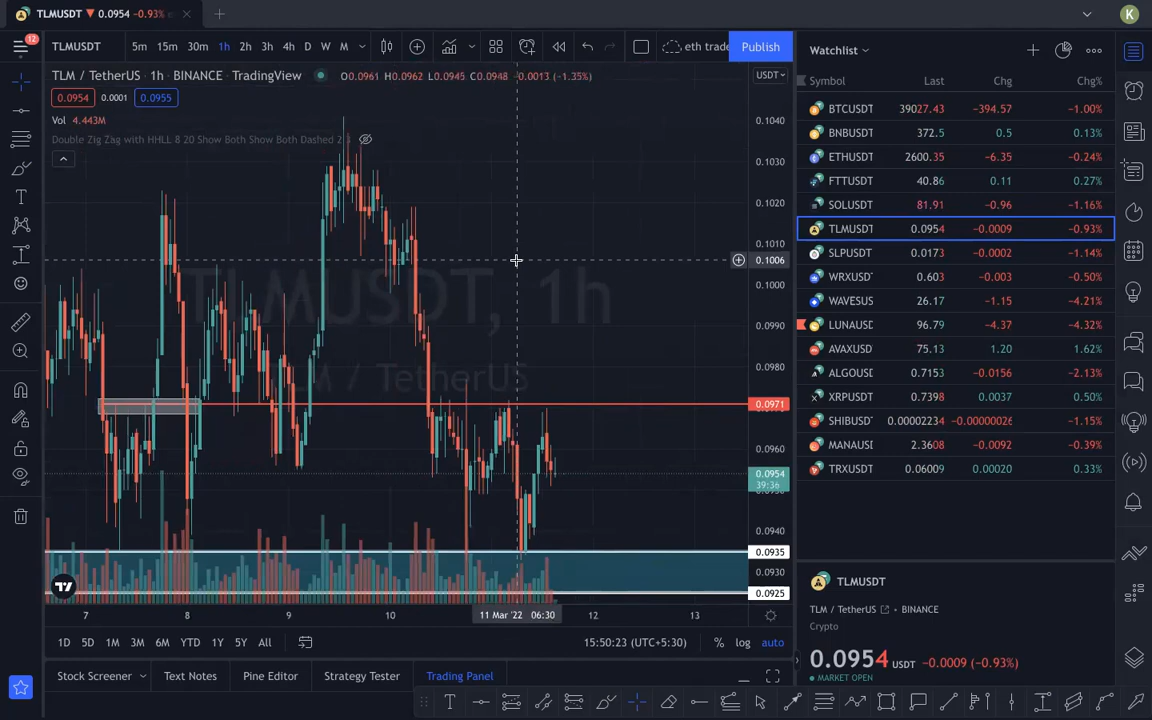 TLMUSDT ▼ 0.0954 −0.93%
K
12
TLMUSDT 5m 15m 30m 1h 2h 3h 4h D W M eth trade Publish
TLM / TetherUS · 1h · BINANCE · TradingView O0.0961 H0.0962 L0.0945 C0.0948 −0.0013 (−1.35%)
0.0954 0.0001 0.0955
Vol 4.443M
Double Zig Zag with HHLL 8 20 Show Both Show Both Dashed 2
TLMUSDT, 1h
TLM / TetherUS
USDT
0.1040
0.1030
0.1020
0.1010
0.1006
0.1000
0.0990
0.0980
0.0971
0.0960
0.0954
39:36
0.0940
0.0935
0.0930
0.0925
7 8 9 10 11 Mar '22 06:30 12 13
1D 5D 1M 3M 6M YTD 1Y 5Y All 15:50:23 (UTC+5:30) % log auto
Stock Screener Text Notes Pine Editor Strategy Tester Trading Panel
Watchlist
Symbol Last Chg Chg%
BTCUSDT 39027.43 −394.57 −1.00%
BNBUSDT 372.5 0.5 0.13%
ETHUSDT 2600.35 −6.35 −0.24%
FTTUSDT 40.86 0.11 0.27%
SOLUSDT 81.91 −0.96 −1.16%
TLMUSDT 0.0954 −0.0009 −0.93%
SLPUSDT 0.0173 −0.0002 −1.14%
WRXUSD 0.603 −0.003 −0.50%
WAVESUS 26.17 −1.15 −4.21%
LUNAUSD 96.79 −4.37 −4.32%
AVAXUSD 75.13 1.20 1.62%
ALGOUSD 0.7153 −0.0156 −2.13%
XRPUSDT 0.7398 0.0037 0.50%
SHIBUSD 0.00002234 −0.00000026 −1.15%
MANAUSD 2.3608 −0.0092 −0.39%
TRXUSDT 0.06009 0.00020 0.33%
TLMUSDT
TLM / TetherUS • BINANCE
Crypto
0.0954 USDT −0.0009 (−0.93%)
MARKET OPEN